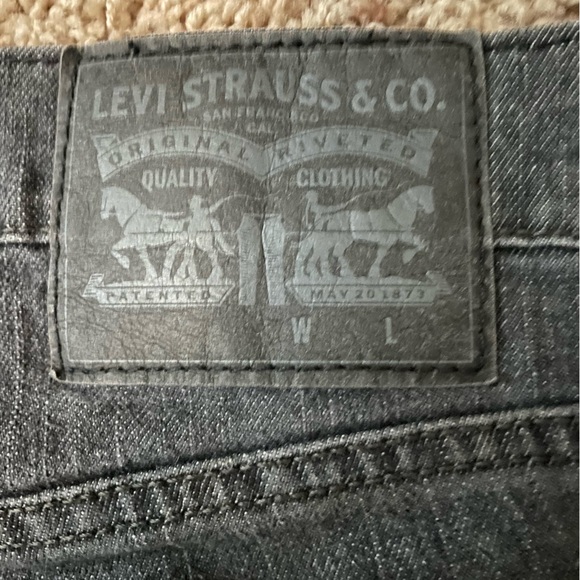 LEVI STRAUSS & CO.
SAN FRANCISCO
CAL.
ORIGINAL RIVETED
QUALITY CLOTHING
PATENTED MAY 20 1873
W L